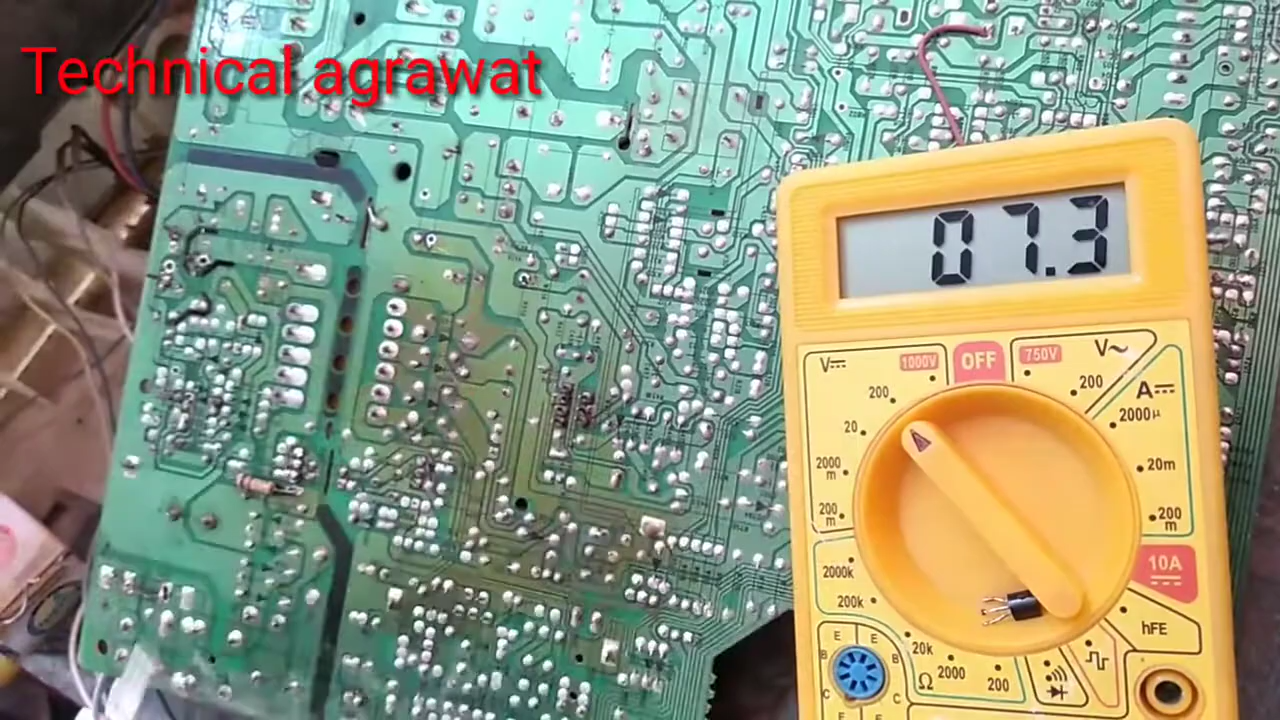 Technical agrawat
07.3
V⎓ 1000V OFF 750V V~
200 200 A⎓
20 2000µ
2000m 20m
200m 200m
2000k 10A
200k hFE
20k
2000
Ω 200
E E
B B
C C
E E